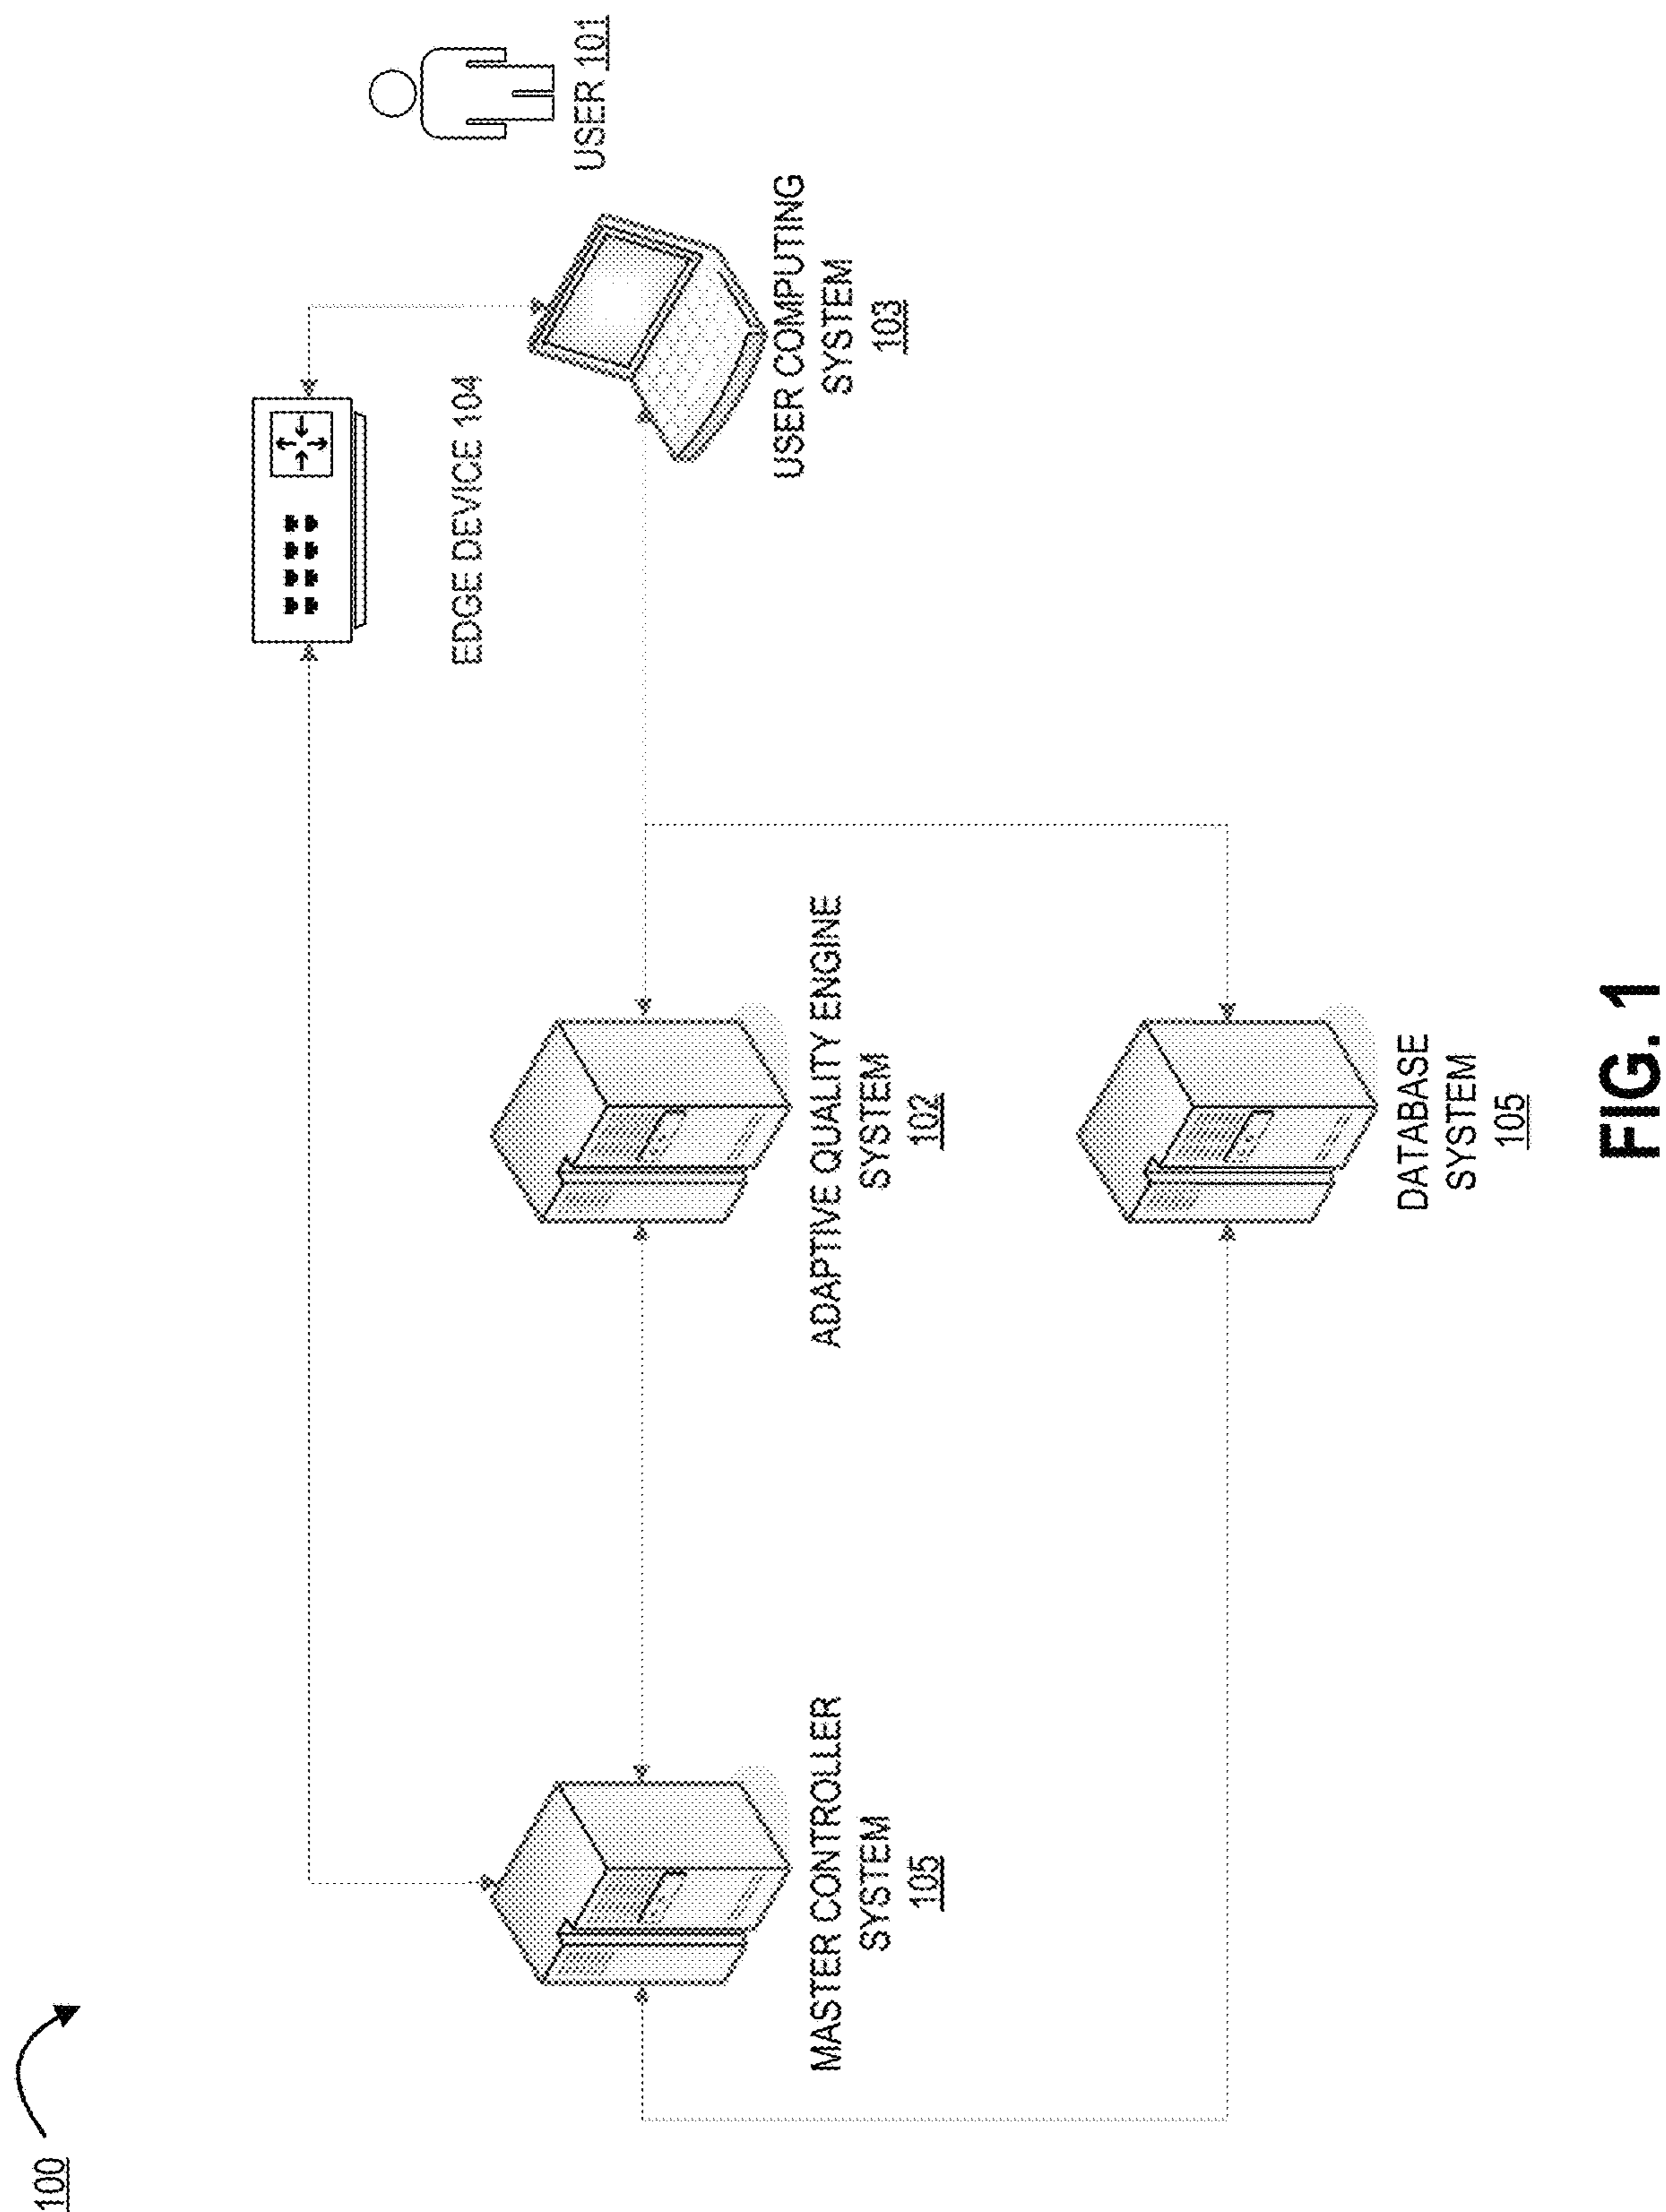 100
USER 101
EDGE DEVICE 104
USER COMPUTING
SYSTEM
103
MASTER CONTROLLER
SYSTEM
105
ADAPTIVE QUALITY ENGINE
SYSTEM
102
DATABASE
SYSTEM
105
FIG. 1